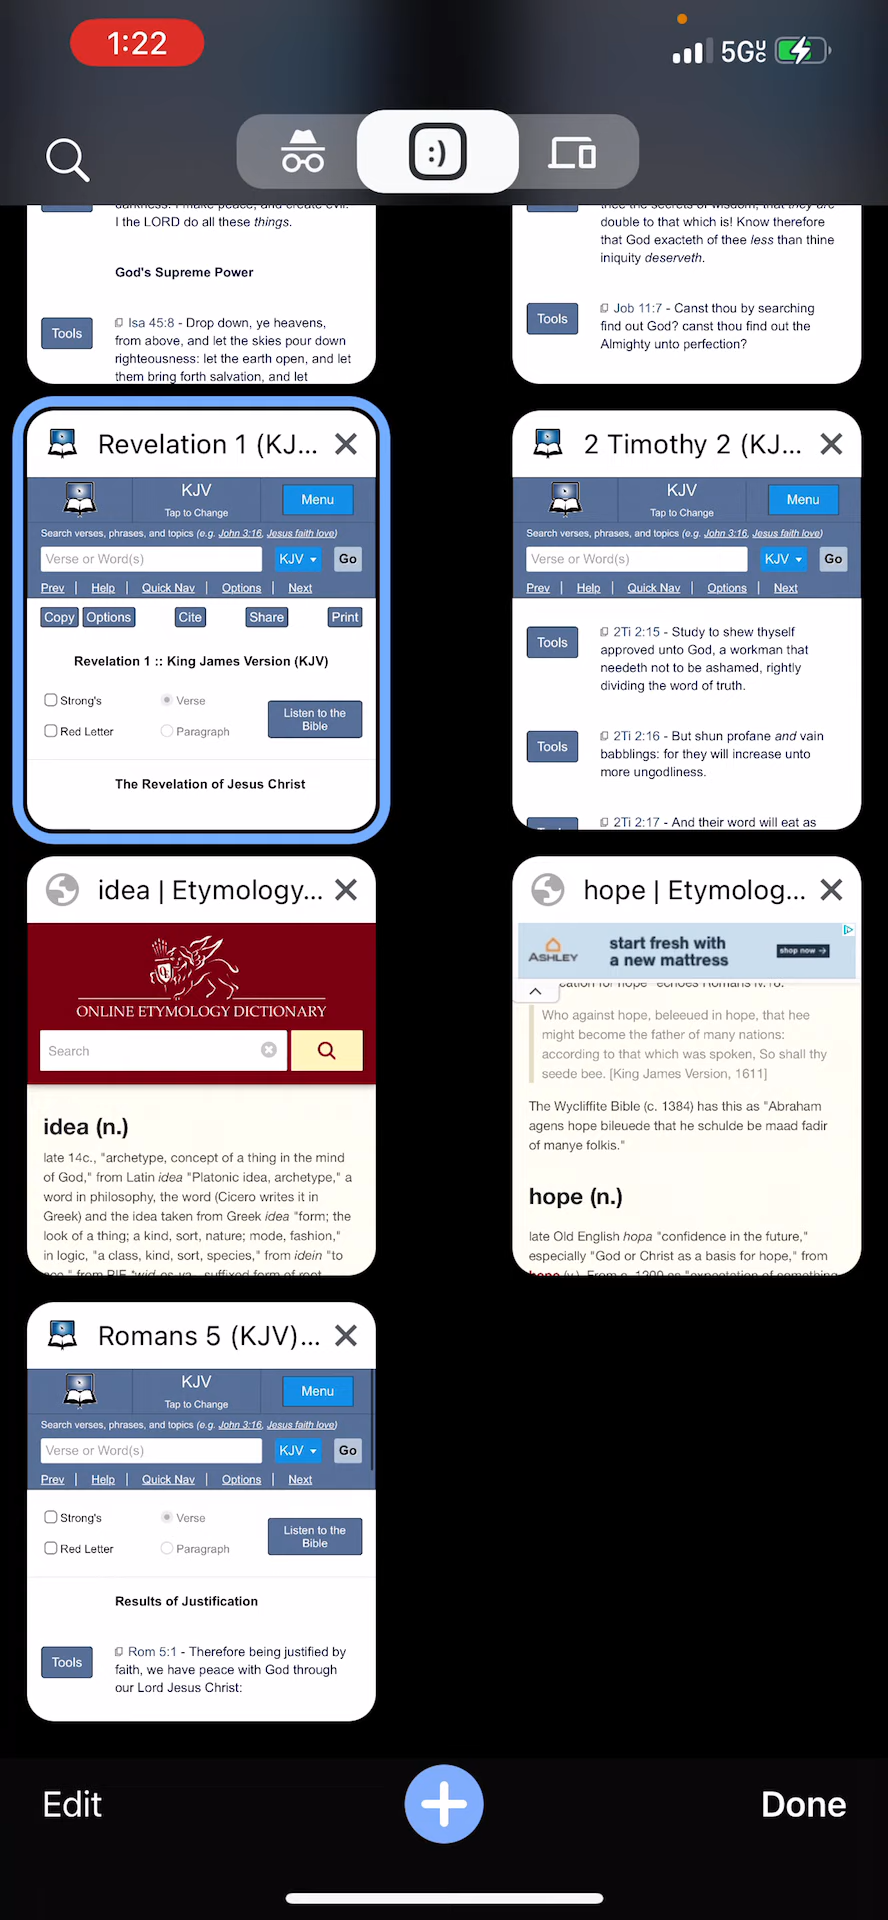 1:22
5G UC
:)
I the LORD do all these things.
God's Supreme Power
Tools
Isa 45:8 - Drop down, ye heavens,
from above, and let the skies pour down
righteousness: let the earth open, and let
them bring forth salvation, and let
double to that which is! Know therefore
that God exacteth of thee less than thine
iniquity deserveth.
Tools
Job 11:7 - Canst thou by searching
find out God? canst thou find out the
Almighty unto perfection?
Revelation 1 (KJ...
KJV
Tap to Change
Menu
Search verses, phrases, and topics (e.g. John 3:16, Jesus faith love)
Verse or Word(s)
KJV
Go
Prev | Help | Quick Nav | Options | Next
Copy Options Cite Share Print
Revelation 1 :: King James Version (KJV)
Strong's
Verse
Red Letter
Paragraph
Listen to the
Bible
The Revelation of Jesus Christ
2 Timothy 2 (KJ...
KJV
Tap to Change
Menu
Search verses, phrases, and topics (e.g. John 3:16, Jesus faith love)
Verse or Word(s)
KJV
Go
Prev | Help | Quick Nav | Options | Next
Tools
2Ti 2:15 - Study to shew thyself
approved unto God, a workman that
needeth not to be ashamed, rightly
dividing the word of truth.
Tools
2Ti 2:16 - But shun profane and vain
babblings: for they will increase unto
more ungodliness.
2Ti 2:17 - And their word will eat as
idea | Etymology...
ONLINE ETYMOLOGY DICTIONARY
Search
idea (n.)
late 14c., "archetype, concept of a thing in the mind
of God," from Latin idea "Platonic idea, archetype," a
word in philosophy, the word (Cicero writes it in
Greek) and the idea taken from Greek idea "form; the
look of a thing; a kind, sort, nature; mode, fashion,"
in logic, "a class, kind, sort, species," from idein "to
hope | Etymolog...
ASHLEY
start fresh with
a new mattress
shop now →
Who against hope, beleeued in hope, that hee
might become the father of many nations:
according to that which was spoken, So shall thy
seede bee. [King James Version, 1611]
The Wycliffite Bible (c. 1384) has this as "Abraham
agens hope bileuede that he schulde be maad fadir
of manye folkis."
hope (n.)
late Old English hopa "confidence in the future,"
especially "God or Christ as a basis for hope," from
Romans 5 (KJV)...
KJV
Tap to Change
Menu
Search verses, phrases, and topics (e.g. John 3:16, Jesus faith love)
Verse or Word(s)
KJV
Go
Prev | Help | Quick Nav | Options | Next
Strong's
Verse
Red Letter
Paragraph
Listen to the
Bible
Results of Justification
Tools
Rom 5:1 - Therefore being justified by
faith, we have peace with God through
our Lord Jesus Christ:
Edit
Done